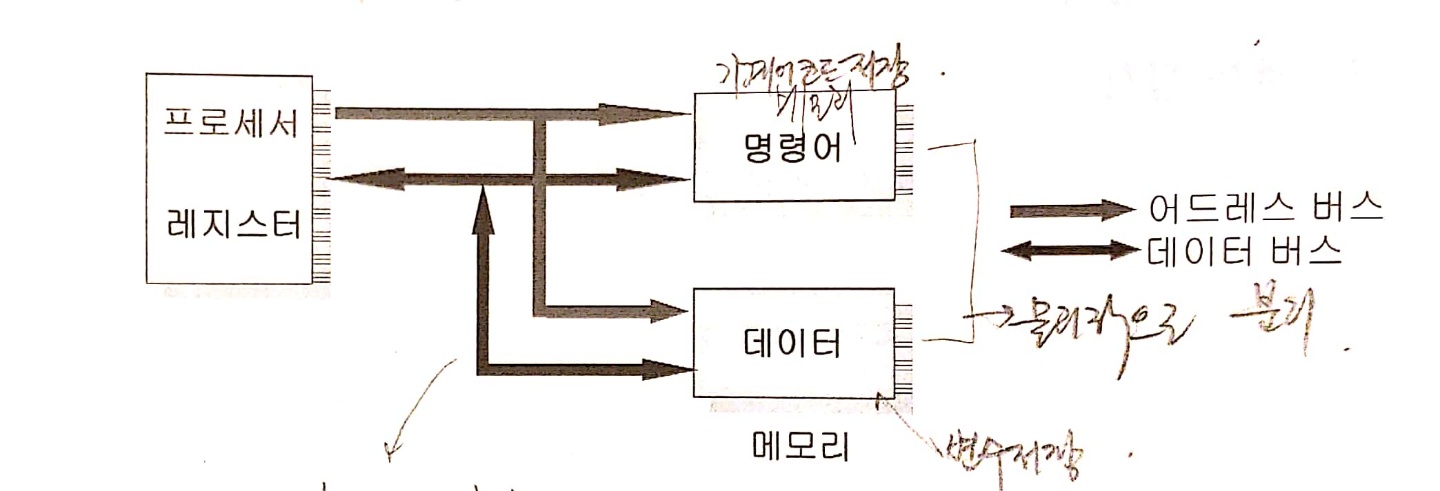 기계어코드저장
메모리
프로세서
명령어
레지스터
어드레스 버스
데이터 버스
→물리적으로 분리
데이터
메모리
변수저장